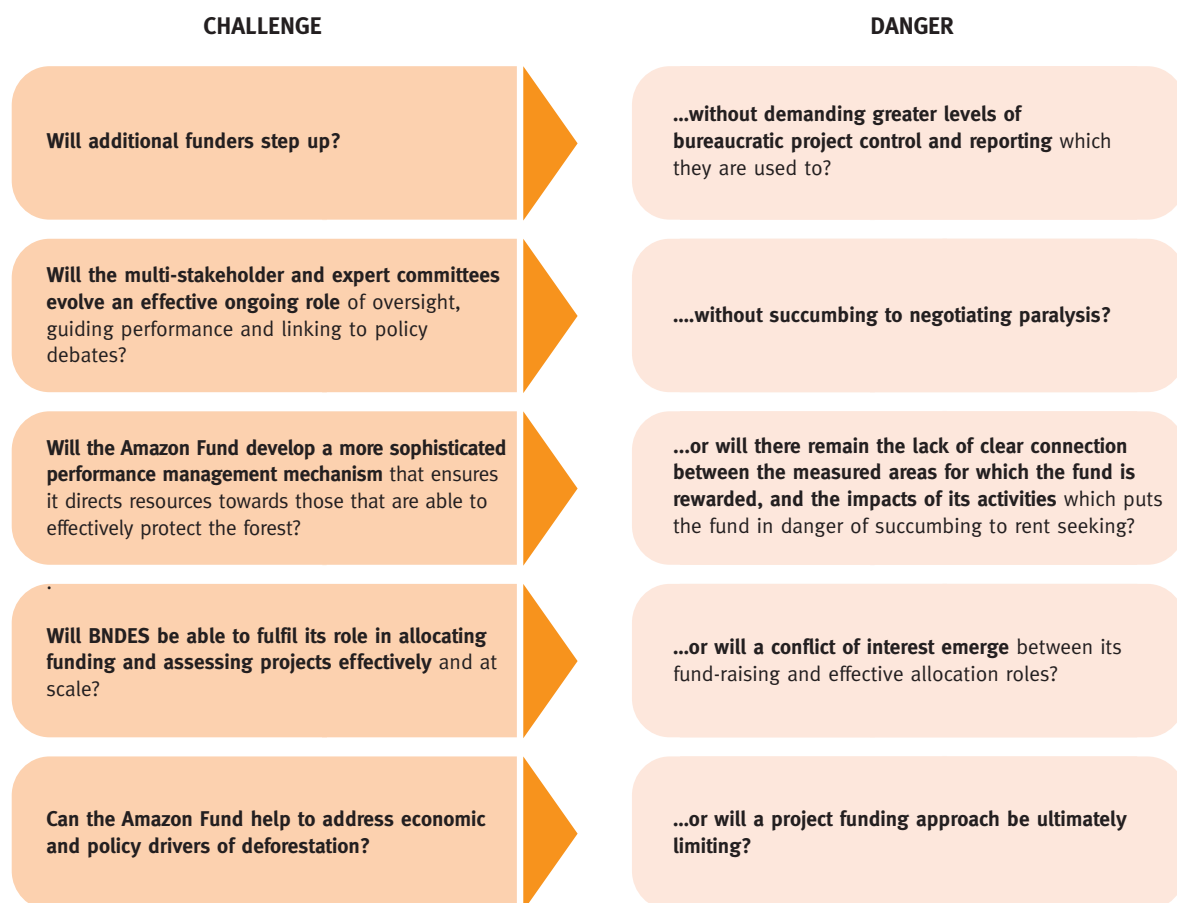 CHALLENGE
DANGER
Will additional funders step up?
...without demanding greater levels of
bureaucratic project control and reporting which
they are used to?
Will the multi-stakeholder and expert committees
evolve an effective ongoing role of oversight,
guiding performance and linking to policy
debates?
....without succumbing to negotiating paralysis?
Will the Amazon Fund develop a more sophisticated
performance management mechanism that ensures
it directs resources towards those that are able to
effectively protect the forest?
...or will there remain the lack of clear connection
between the measured areas for which the fund is
rewarded, and the impacts of its activities which puts
the fund in danger of succumbing to rent seeking?
.
Will BNDES be able to fulfil its role in allocating
funding and assessing projects effectively and at
scale?
...or will a conflict of interest emerge between its
fund-raising and effective allocation roles?
Can the Amazon Fund help to address economic
and policy drivers of deforestation?
...or will a project funding approach be ultimately
limiting?